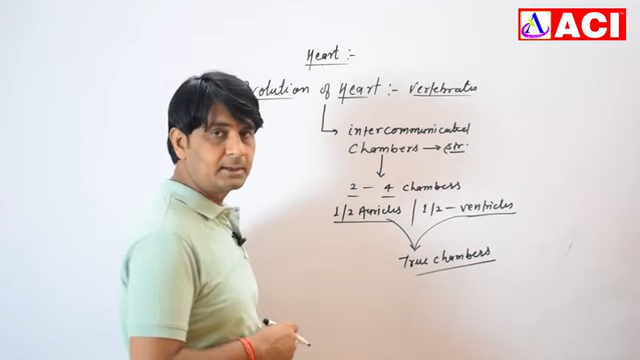 ACI
Heart :-
volution of Heart :- vertebrates
intercommunicated
Chambers → str.
2 - 4 chambers
1/2 Auricles | 1/2 - ventricles
True chambers